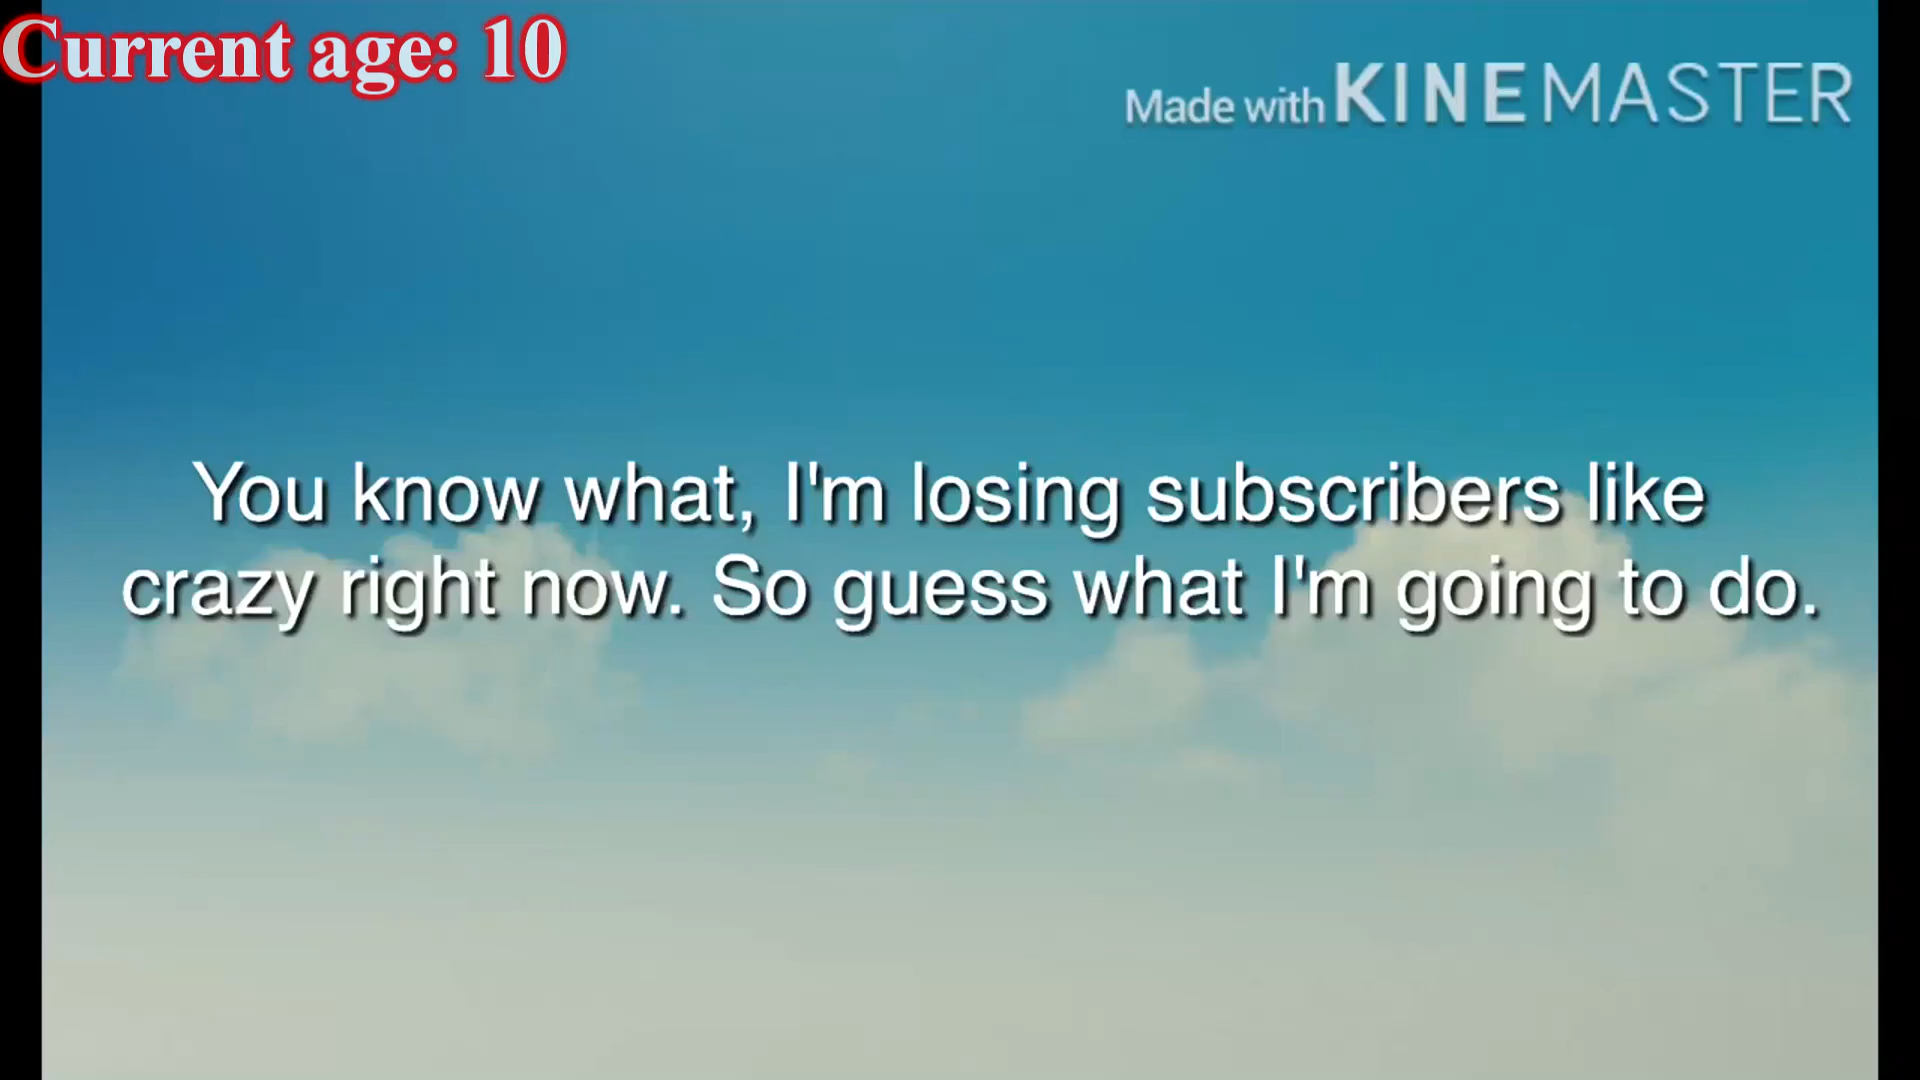 Current age: 10
Made with KINEMASTER
You know what, I'm losing subscribers like
crazy right now. So guess what I'm going to do.